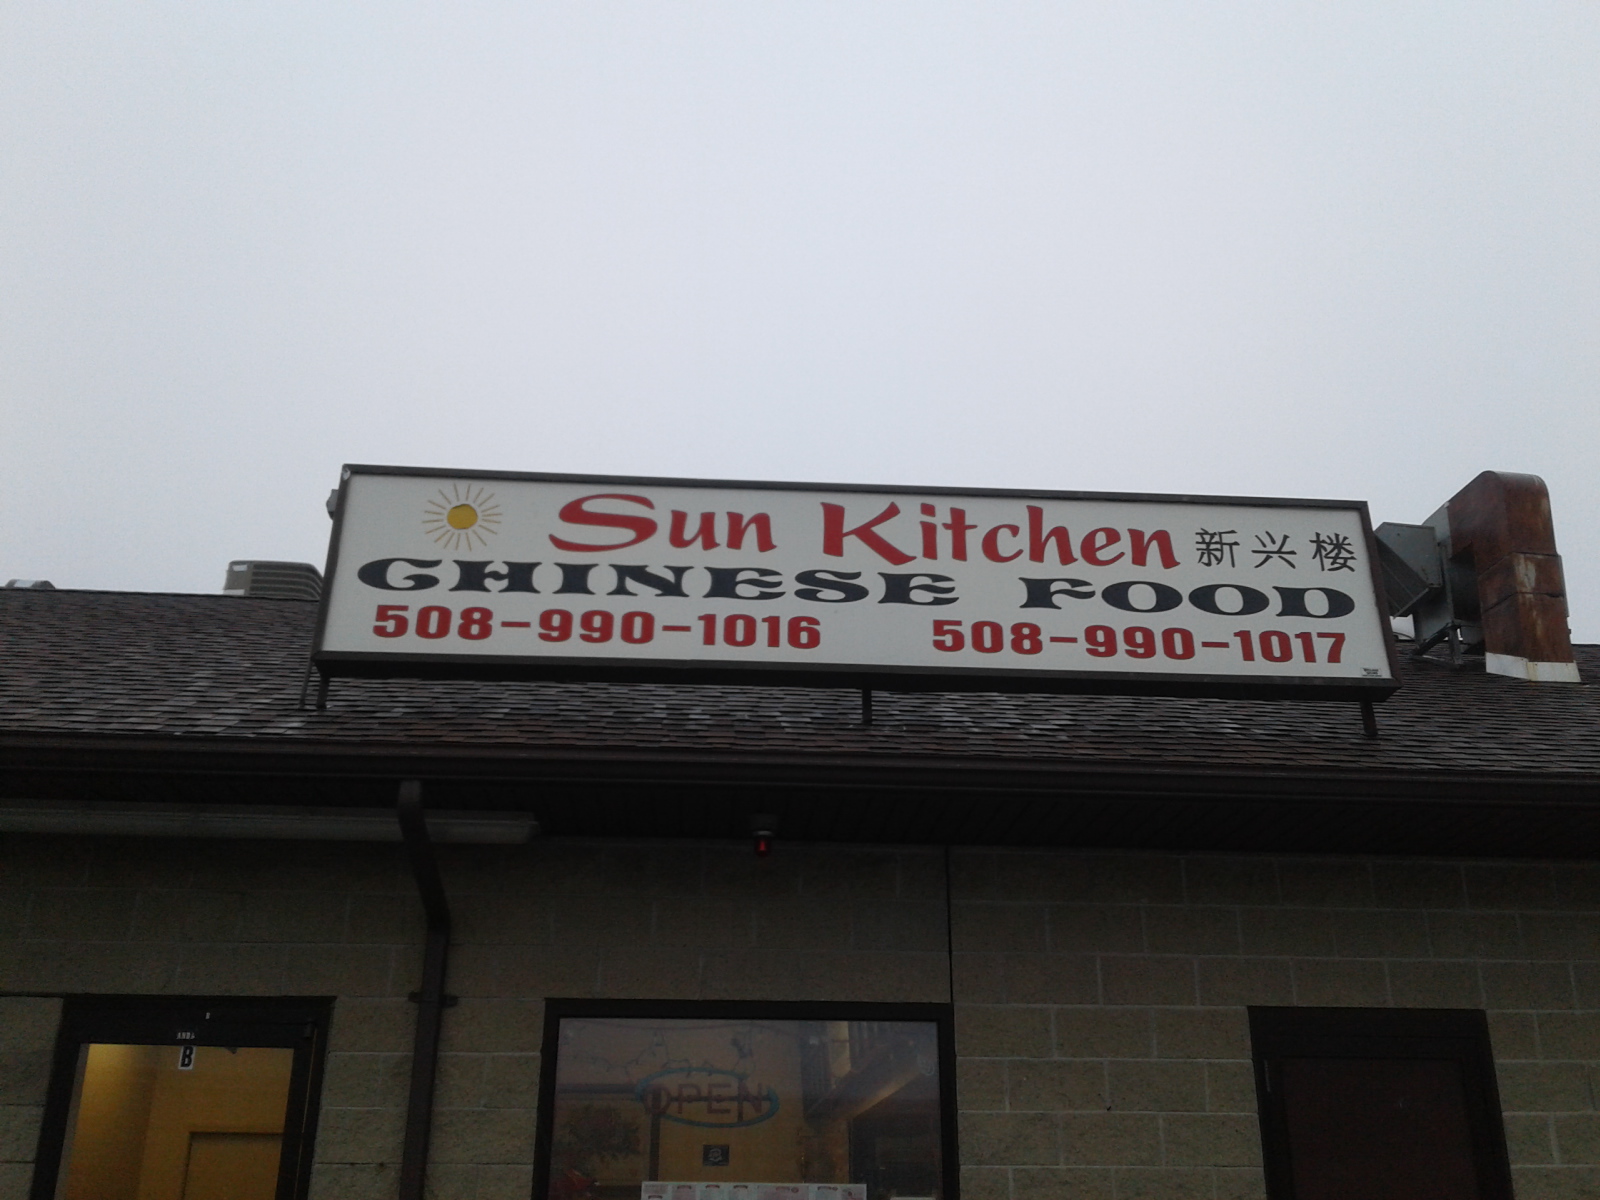 Sun Kitchen 新兴楼
CHINESE FOOD
508-990-1016 508-990-1017
B
OPEN